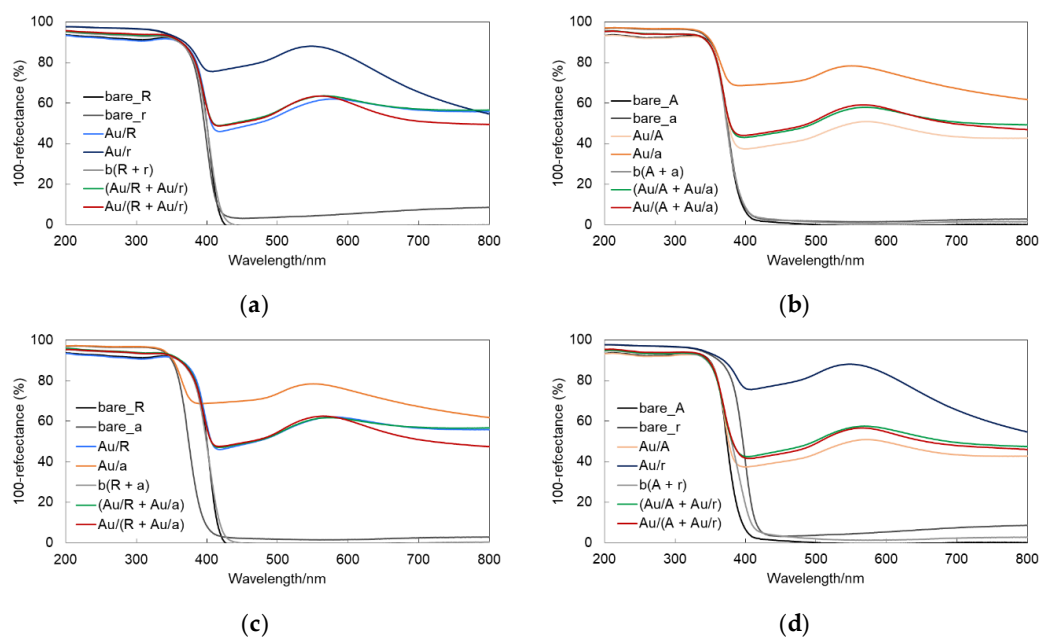 100
80
60
40
20
0
100-refcectance (%)
bare_R
bare_r
Au/R
Au/r
b(R + r)
(Au/R + Au/r)
Au/(R + Au/r)
200 300 400 500 600 700 800
Wavelength/nm
(a)
100
80
60
40
20
0
100-refcectance (%)
bare_A
bare_a
Au/A
Au/a
b(A + a)
(Au/A + Au/a)
Au/(A + Au/a)
200 300 400 500 600 700 800
Wavelength/nm
(b)
100
80
60
40
20
0
100-refcectance (%)
bare_R
bare_a
Au/R
Au/a
b(R + a)
(Au/R + Au/a)
Au/(R + Au/a)
200 300 400 500 600 700 800
Wavelength/nm
(c)
100
80
60
40
20
0
100-refcectance (%)
bare_A
bare_r
Au/A
Au/r
b(A + r)
(Au/A + Au/r)
Au/(A + Au/r)
200 300 400 500 600 700 800
Wavelength/nm
(d)